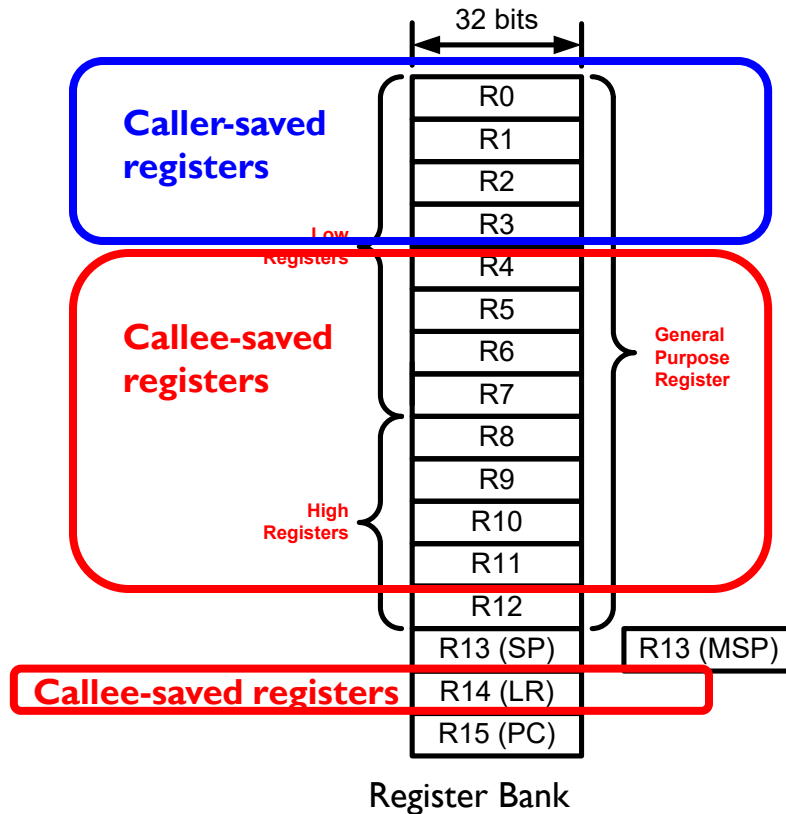 32 bits
Caller-saved
registers
R0
R1
R2
R3
Low
Registers
R4
R5
R6
R7
Callee-saved
registers
General
Purpose
Register
R8
R9
R10
R11
R12
High
Registers
R13 (SP)
R13 (MSP)
Callee-saved registers
R14 (LR)
R15 (PC)
Register Bank